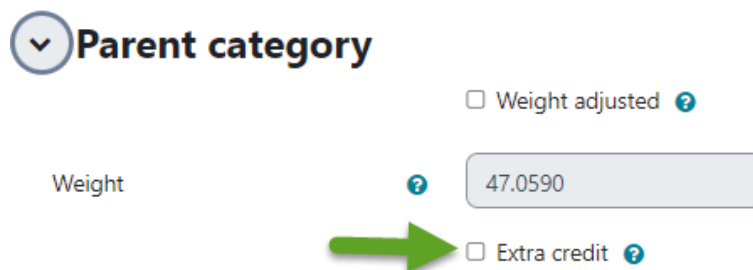 Parent category
Weight adjusted ?
Weight ? 47.0590
Extra credit ?